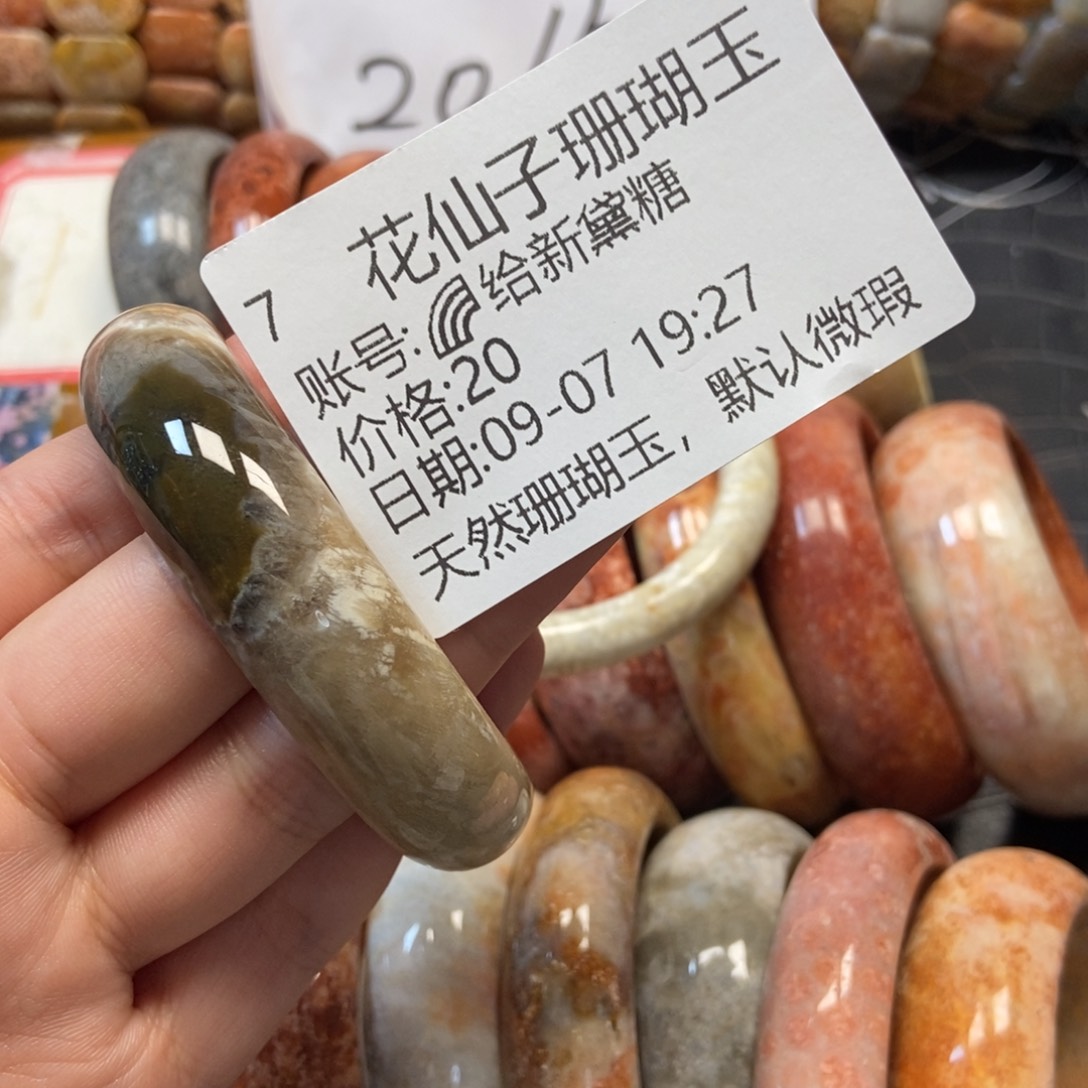 20
7 花仙子珊瑚玉
账号:给新黛糖
价格:20
日期:09-07 19:27
天然珊瑚玉，默认微瑕